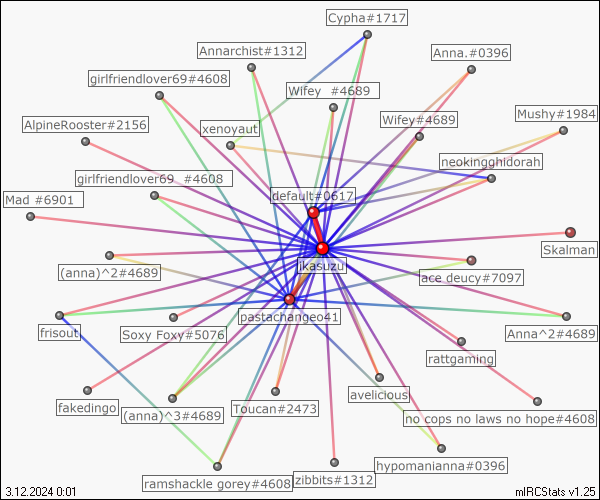 Cypha#1717
Annarchist#1312
Anna.#0396
girlfriendlover69#4608
Wifey  #4689
Mushy#1984
AlpineRooster#2156
xenoyaut
Wifey#4689
neokingghidorah
girlfriendlover69  #4608
default#0617
Mad  #6901
Skalman
jkasuzu
(anna)^2#4689
ace_deucy#7097
pastachangeo41
frisout
Soxy Foxy#5076
Anna^2#4689
rattgaming
avelicious
fakedingo
(anna)^3#4689
Toucan#2473
no cops no laws no hope#4608
hypomanianna#0396
ramshackle gorey#4608
zibbits#1312
3.12.2024 0:01
mIRCStats v1.25